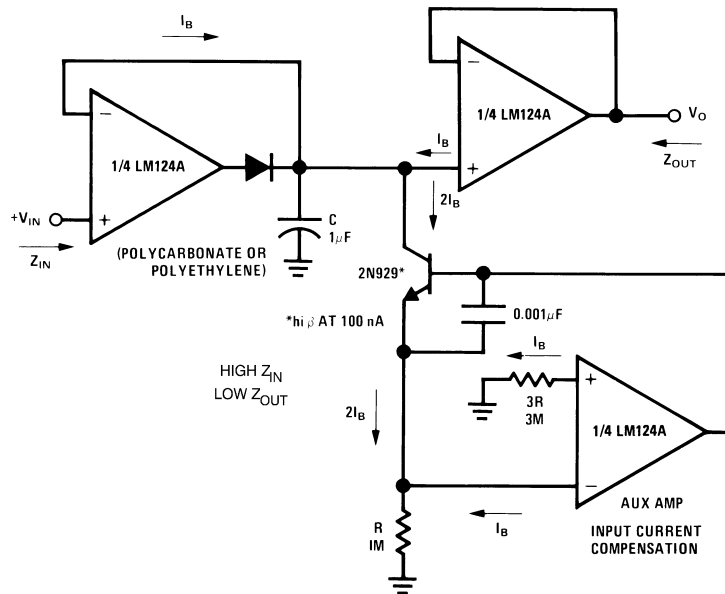 I_B
−
1/4 LM124A
+V_IN
+
Z_IN
C
1μF
(POLYCARBONATE OR
POLYETHYLENE)
−
1/4 LM124A
+
I_B
V_O
Z_OUT
2I_B
2N929*
*hi β AT 100 nA
0.001μF
HIGH Z_IN
LOW Z_OUT
I_B
3R
3M
+
1/4 LM124A
−
2I_B
AUX AMP
INPUT CURRENT
COMPENSATION
I_B
R
1M